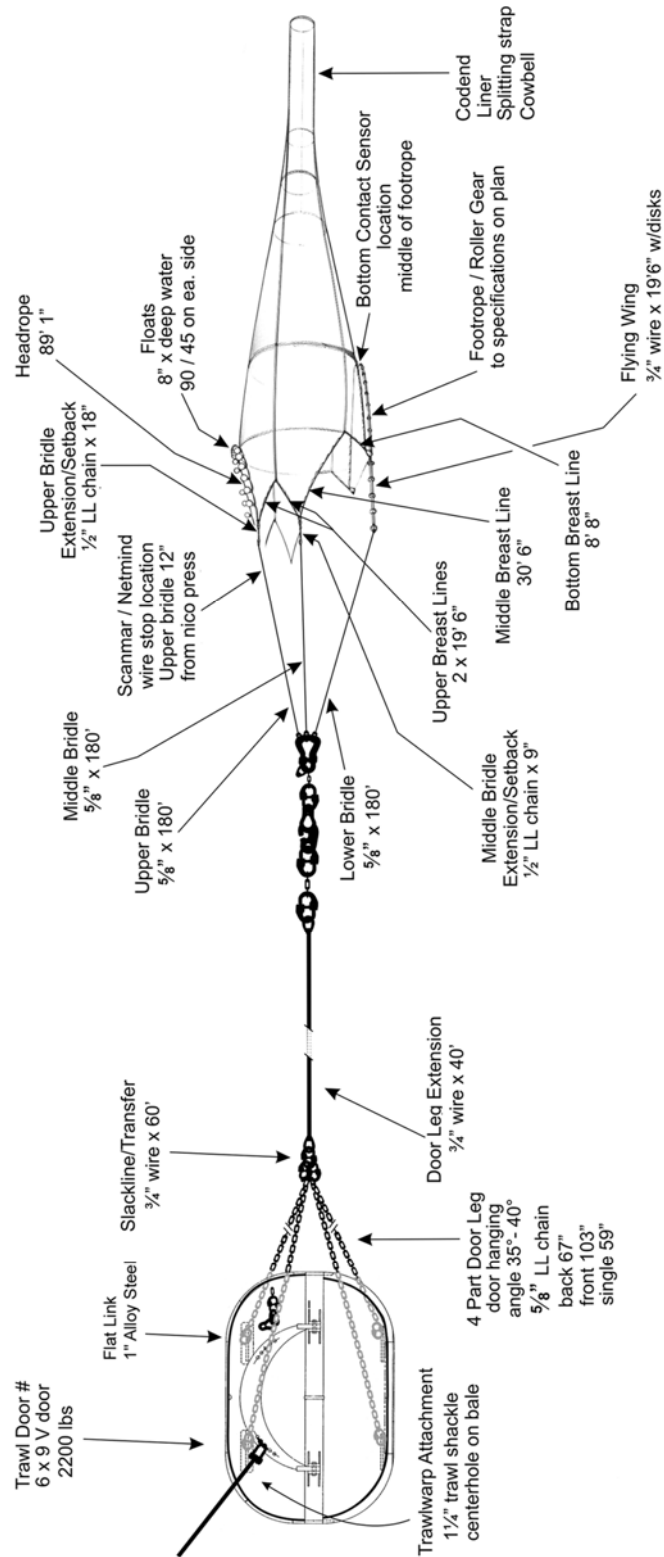 Trawl Door #
6 x 9 V door
2200 lbs
Flat Link
1" Alloy Steel
Slackline/Transfer
¾" wire x 60'
Middle Bridle
⅝" x 180'
Upper Bridle
⅝" x 180'
Scanmar / Netmind
wire stop location
Upper bridle 12"
from nico press
Upper Bridle
Extension/Setback
½" LL chain x 18"
Headrope
89' 1"
Floats
8" x deep water
90 / 45 on ea. side
Trawlwarp Attachment
1¼" trawl shackle
centerhole on bale
4 Part Door Leg
door hanging
angle 35°- 40°
⅝" LL chain
back 67"
front 103"
single 59"
Door Leg Extension
¾" wire x 40'
Lower Bridle
⅝" x 180'
Middle Bridle
Extension/Setback
½" LL chain x 9"
Upper Breast Lines
2 x 19' 6"
Middle Breast Line
30' 6"
Bottom Breast Line
8' 8"
Flying Wing
¾" wire x 19'6" w/disks
Footrope / Roller Gear
to specifications on plan
Bottom Contact Sensor
location
middle of footrope
Codend
Liner
Splitting strap
Cowbell